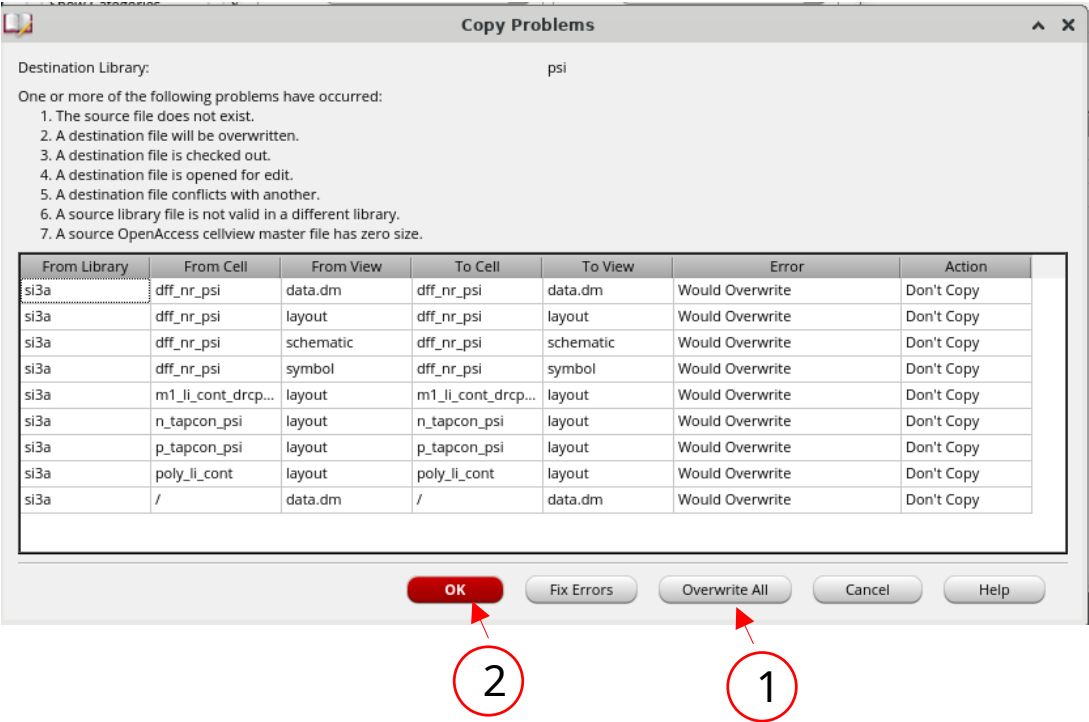 Copy Problems
Destination Library: psi
One or more of the following problems have occurred:
1. The source file does not exist.
2. A destination file will be overwritten.
3. A destination file is checked out.
4. A destination file is opened for edit.
5. A destination file conflicts with another.
6. A source library file is not valid in a different library.
7. A source OpenAccess cellview master file has zero size.
From Library From Cell From View To Cell To View Error Action
si3a dff_nr_psi data.dm dff_nr_psi data.dm Would Overwrite Don't Copy
si3a dff_nr_psi layout dff_nr_psi layout Would Overwrite Don't Copy
si3a dff_nr_psi schematic dff_nr_psi schematic Would Overwrite Don't Copy
si3a dff_nr_psi symbol dff_nr_psi symbol Would Overwrite Don't Copy
si3a m1_li_cont_drcp... layout m1_li_cont_drcp... layout Would Overwrite Don't Copy
si3a n_tapcon_psi layout n_tapcon_psi layout Would Overwrite Don't Copy
si3a p_tapcon_psi layout p_tapcon_psi layout Would Overwrite Don't Copy
si3a poly_li_cont layout poly_li_cont layout Would Overwrite Don't Copy
si3a / data.dm / data.dm Would Overwrite Don't Copy
OK Fix Errors Overwrite All Cancel Help
2 1